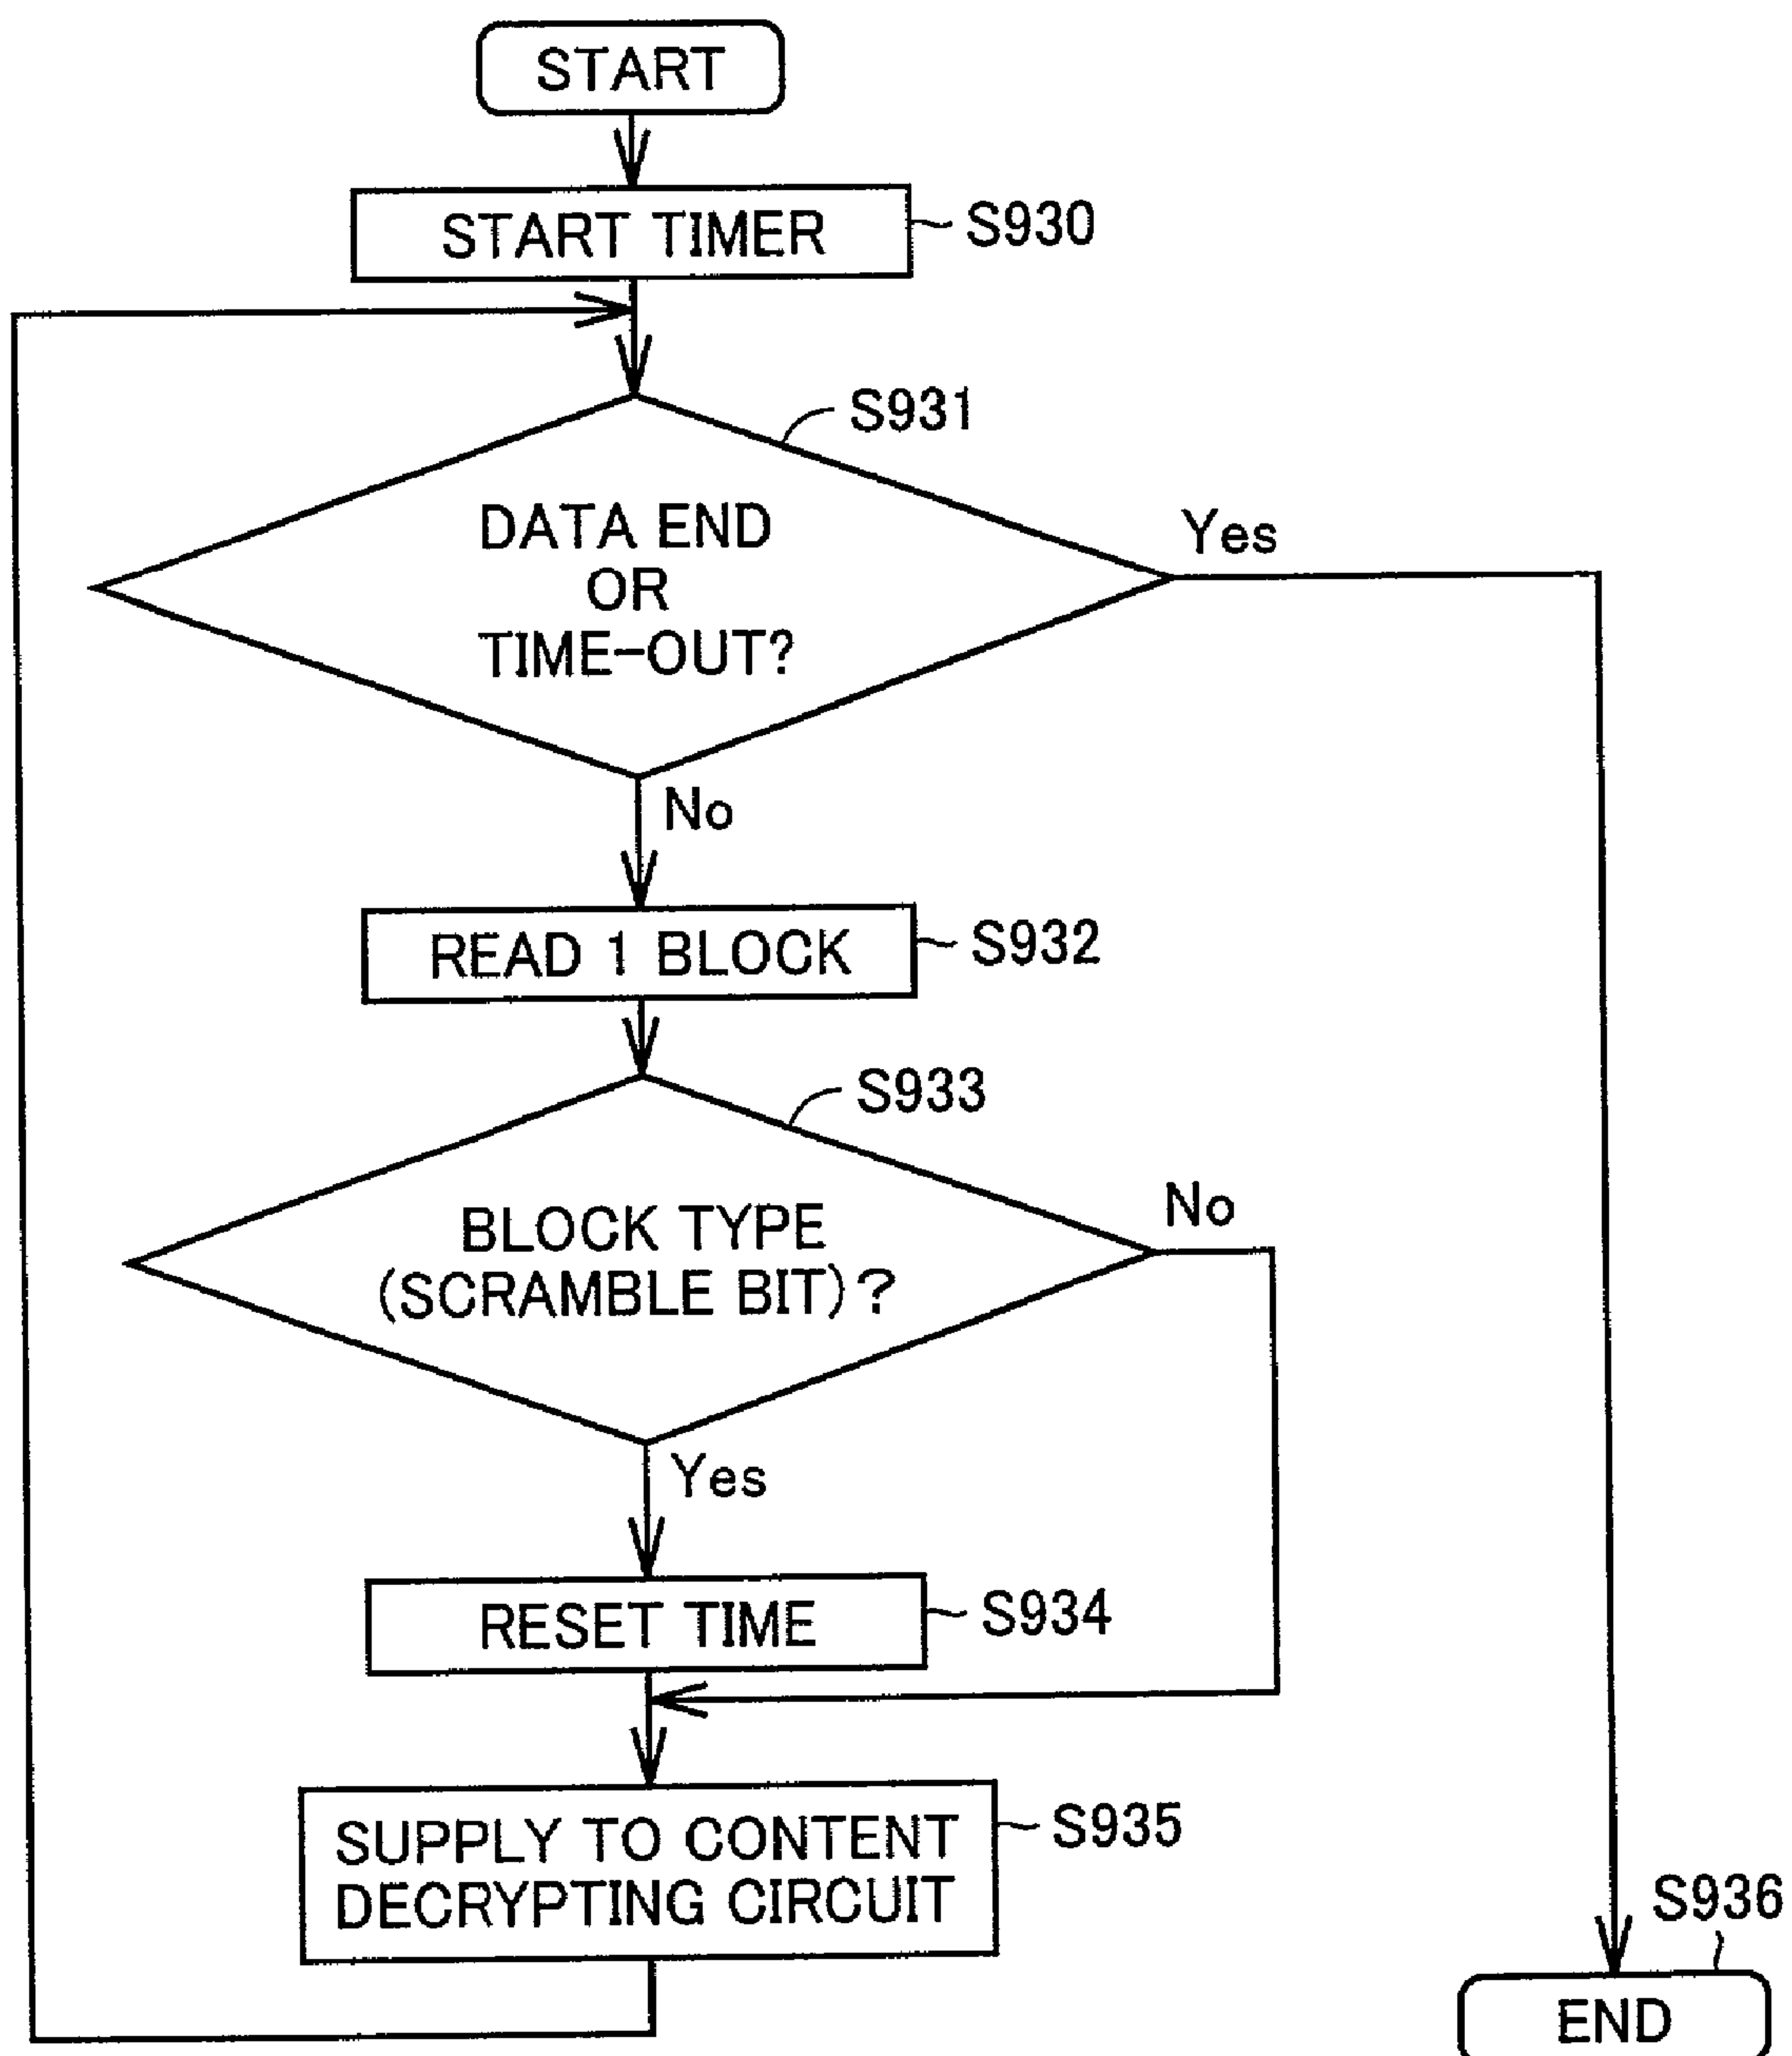 START
START TIMER
S930
S931
DATA END
OR
TIME-OUT?
Yes
No
READ 1 BLOCK
S932
S933
BLOCK TYPE
(SCRAMBLE BIT)?
No
Yes
RESET TIME
S934
SUPPLY TO CONTENT
DECRYPTING CIRCUIT
S935
S936
END